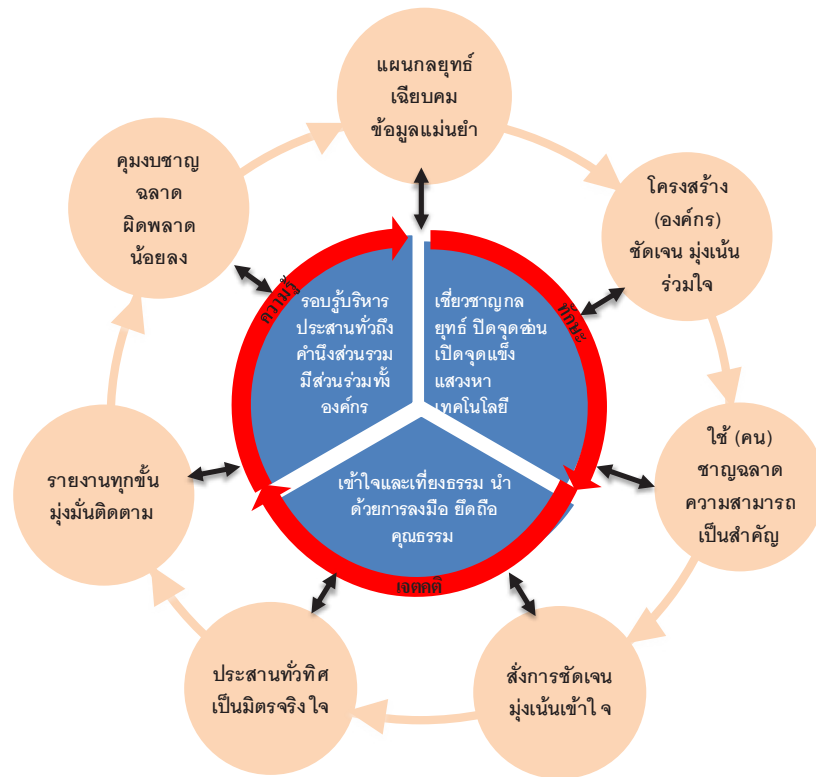 แผนกลยุทธ์
เฉียบคม
ข้อมูลแม่นยำ
โครงสร้าง
(องค์กร)
ชัดเจน มุ่งเน้น
ร่วมใจ
ใช้ (คน)
ชาญฉลาด
ความสามารถ
เป็นสำคัญ
สั่งการชัดเจน
มุ่งเน้นเข้าใจ
ประสานทั่วทิศ
เป็นมิตรจริงใจ
รายงานทุกขั้น
มุ่งมั่นติดตาม
คุมงบชาญ
ฉลาด
ผิดพลาด
น้อยลง
ความรู้
รอบรู้บริหาร
ประสานทั่วถึง
คำนึงส่วนรวม
มีส่วนร่วมทั้ง
องค์กร
ทักษะ
เชี่ยวชาญกล
ยุทธ์ ปิดจุดอ่อน
เปิดจุดแข็ง
แสวงหา
เทคโนโลยี
เข้าใจและเที่ยงธรรม นำ
ด้วยการลงมือ ยึดถือ
คุณธรรม
เจตคติ